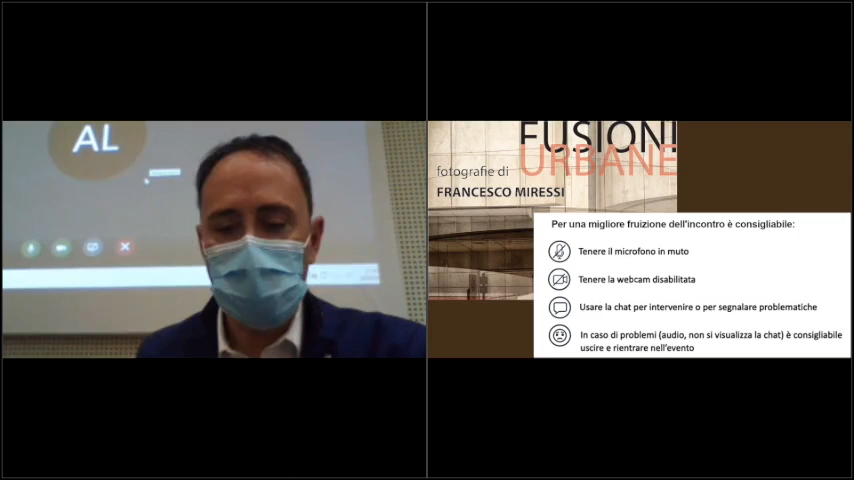 AL
FUSIONI
URBANE
fotografie di
FRANCESCO MIRESSI
Per una migliore fruizione dell'incontro è consigliabile:
Tenere il microfono in muto
Tenere la webcam disabilitata
Usare la chat per intervenire o per segnalare problematiche
In caso di problemi (audio, non si visualizza la chat) è consigliabile
uscire e rientrare nell'evento